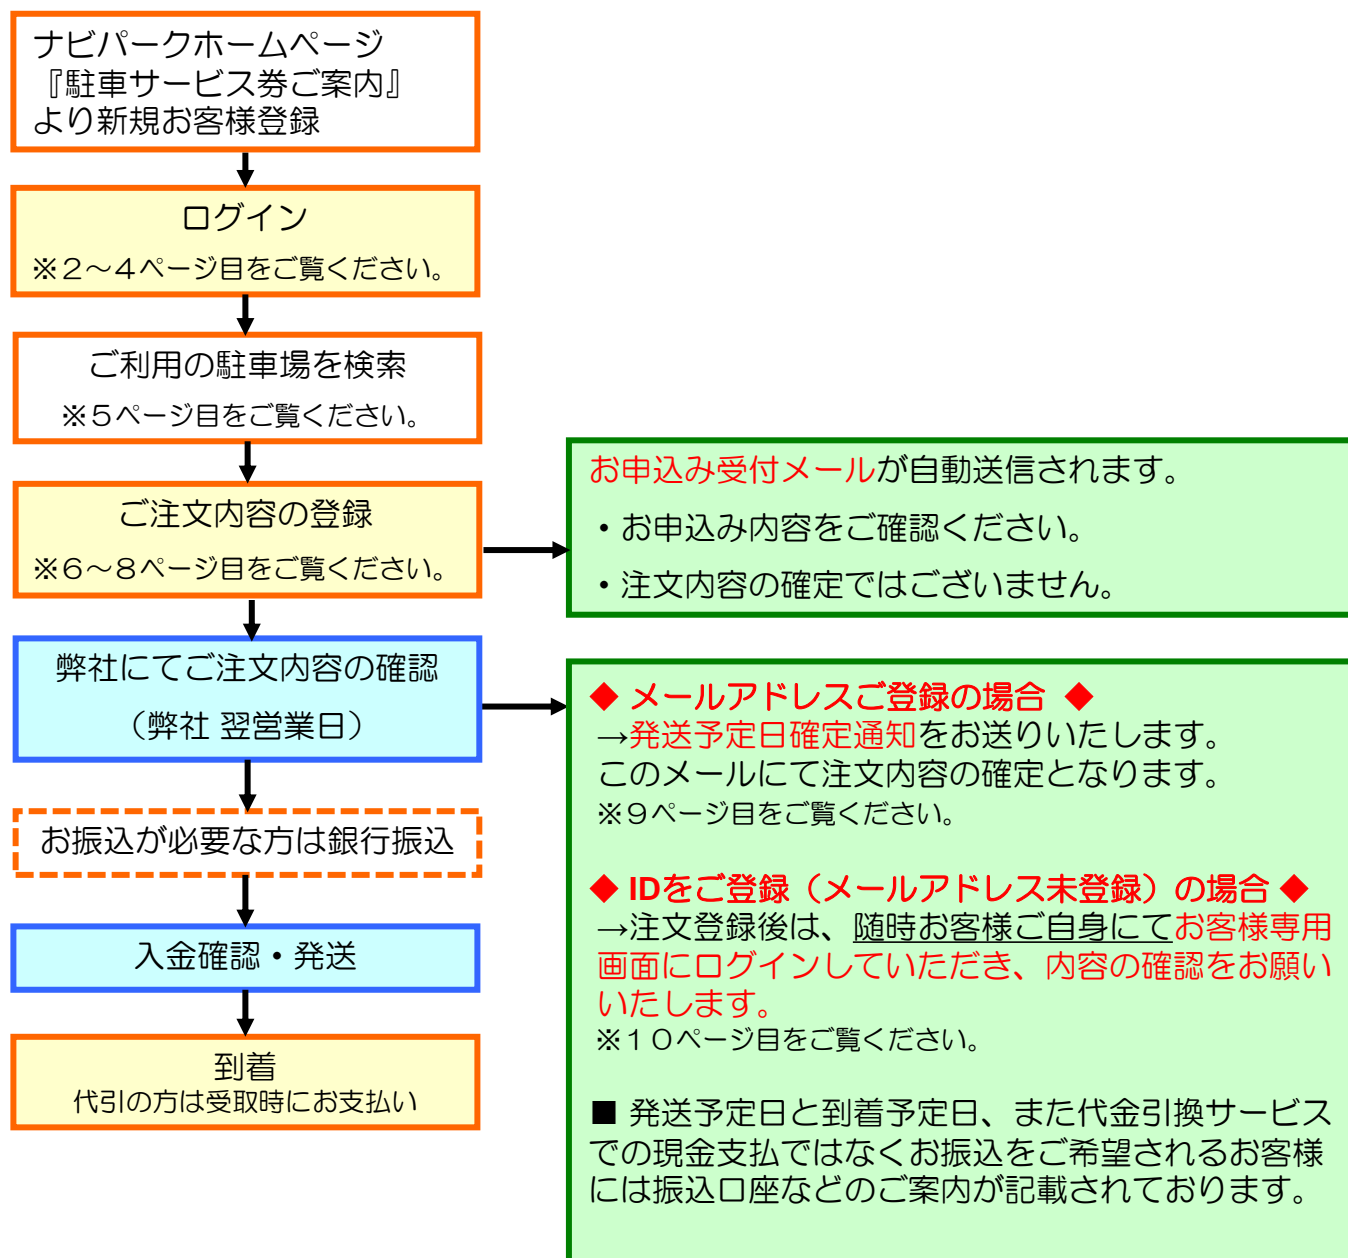 ナビパークホームページ
『駐車サービス券ご案内』
より新規お客様登録
ログイン
※２～４ページ目をご覧ください。
ご利用の駐車場を検索
※５ページ目をご覧ください。
ご注文内容の登録
※６～８ページ目をご覧ください。
お申込み受付メールが自動送信されます。
・お申込み内容をご確認ください。
・注文内容の確定ではございません。
弊社にてご注文内容の確認
（弊社 翌営業日）
◆ メールアドレスご登録の場合 ◆
→発送予定日確定通知をお送りいたします。
このメールにて注文内容の確定となります。
※９ページ目をご覧ください。
◆ IDをご登録（メールアドレス未登録）の場合 ◆
→注文登録後は、随時お客様ご自身にてお客様専用
画面にログインしていただき、内容の確認をお願い
いたします。
※１０ページ目をご覧ください。
■ 発送予定日と到着予定日、また代金引換サービス
での現金支払ではなくお振込をご希望されるお客様
には振込口座などのご案内が記載されております。
お振込が必要な方は銀行振込
入金確認・発送
到着
代引の方は受取時にお支払い